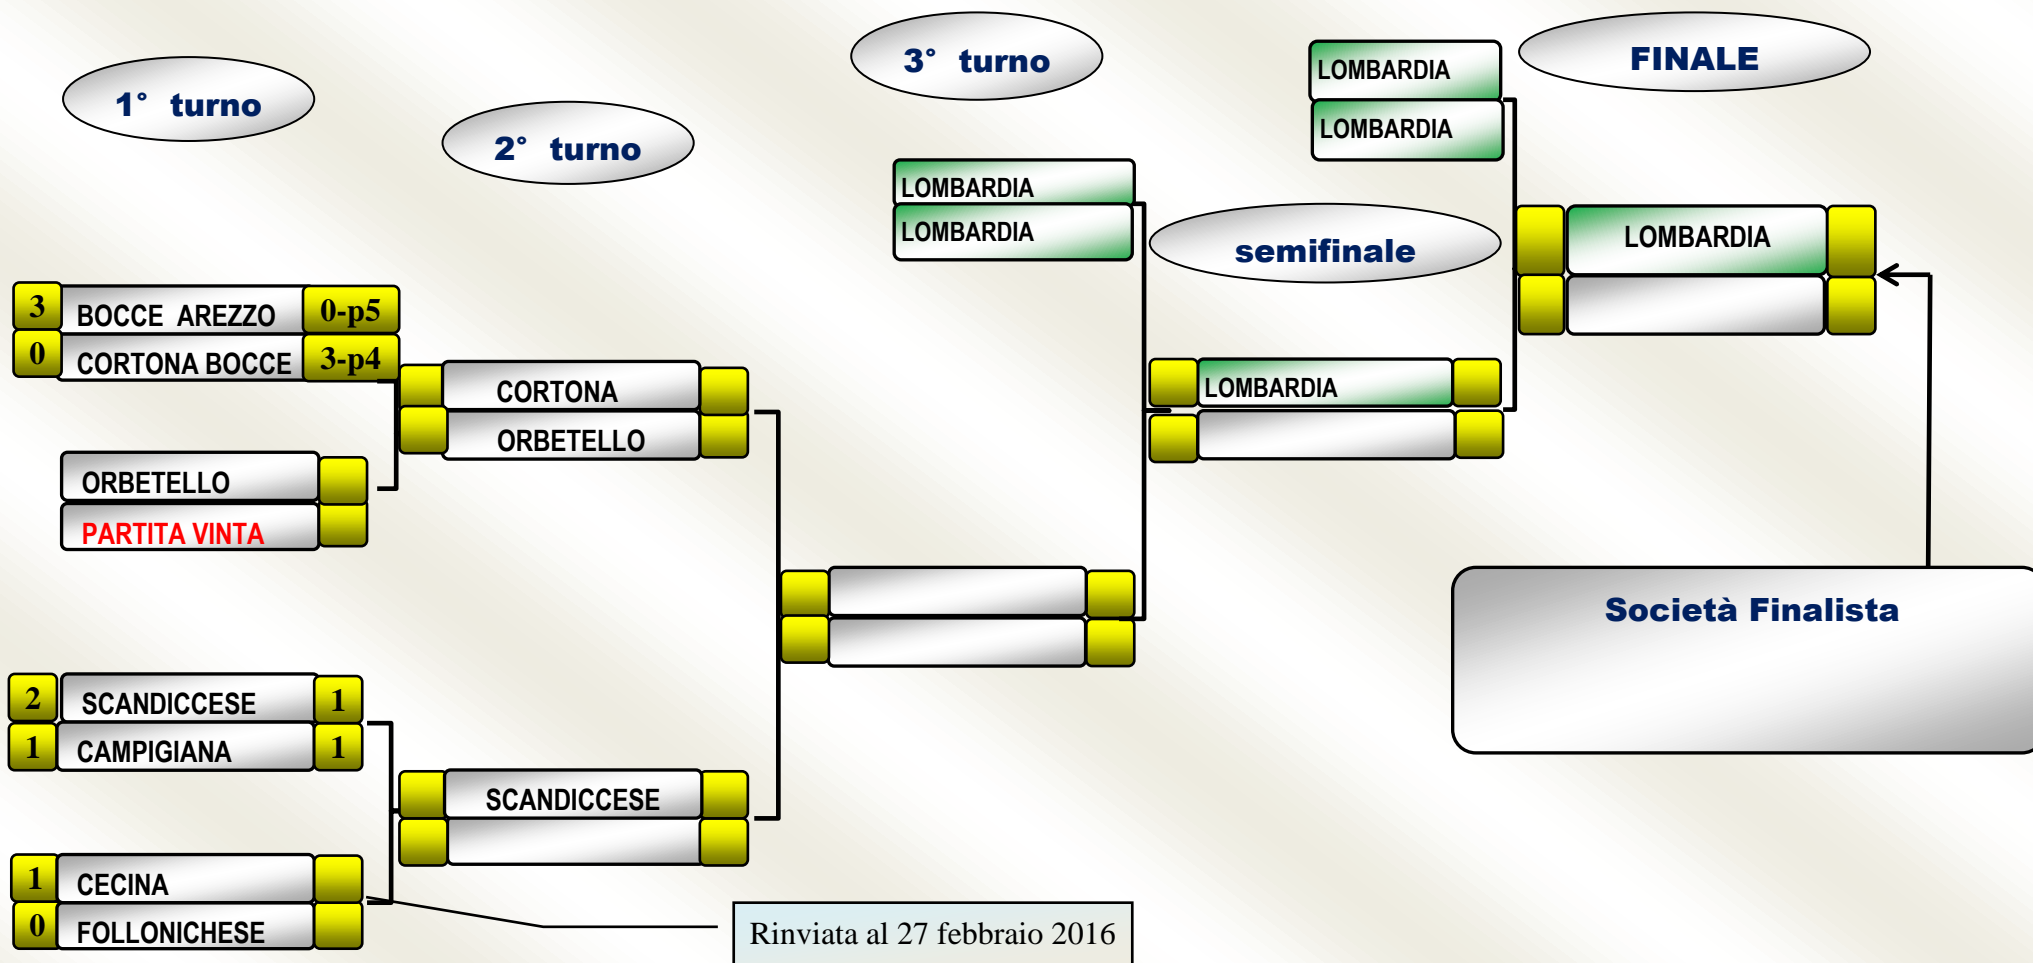 1° turno
2° turno
3° turno
FINALE
LOMBARDIA
LOMBARDIA
LOMBARDIA
LOMBARDIA
semifinale
LOMBARDIA
LOMBARDIA
3 BOCCE AREZZO 0-p5
0 CORTONA BOCCE 3-p4
CORTONA
ORBETELLO
ORBETELLO
PARTITA VINTA
2 SCANDICCESE 1
1 CAMPIGIANA 1
SCANDICCESE
1 CECINA
0 FOLLONICHESE
Rinviata al 27 febbraio 2016
Società Finalista